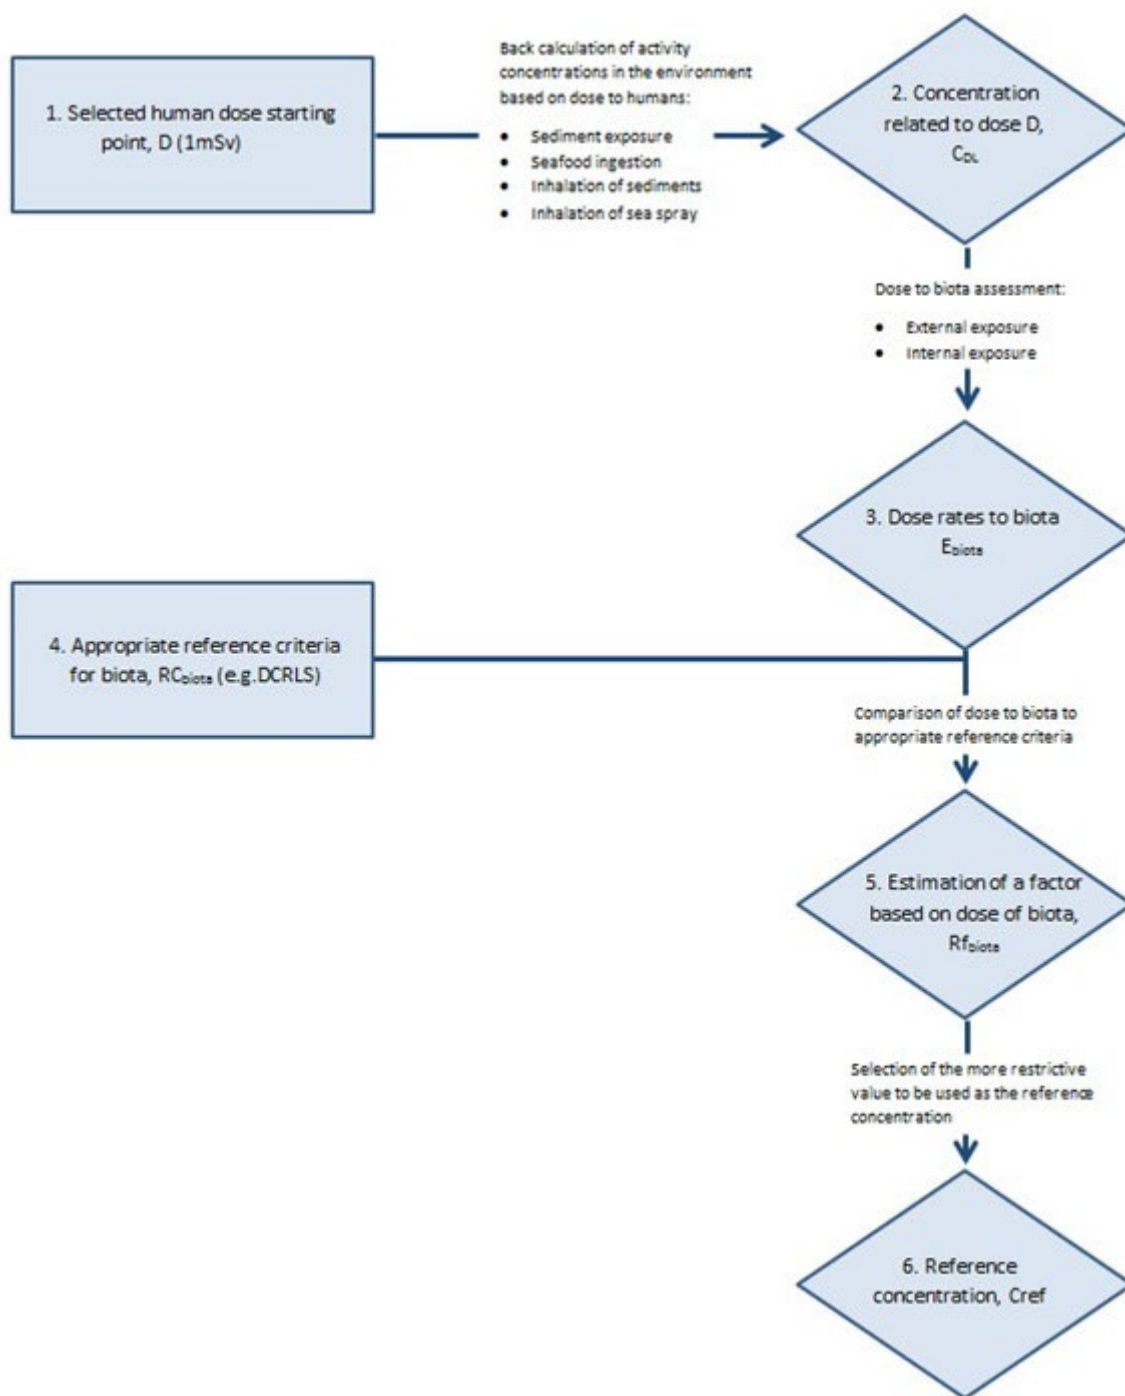 1. Selected human dose starting
point, D (1mSv)
Back calculation of activity
concentrations in the environment
based on dose to humans:
• Sediment exposure
• Seafood ingestion
• Inhalation of sediments
• Inhalation of sea spray
2. Concentration
related to dose D,
C_DL
Dose to biota assessment:
• External exposure
• Internal exposure
3. Dose rates to biota
E_biota
4. Appropriate reference criteria
for biota, RC_biota (e.g.DCRLS)
Comparison of dose to biota to
appropriate reference criteria
5. Estimation of a factor
based on dose of biota,
Rf_biota
Selection of the more restrictive
value to be used as the reference
concentration
6. Reference
concentration, Cref